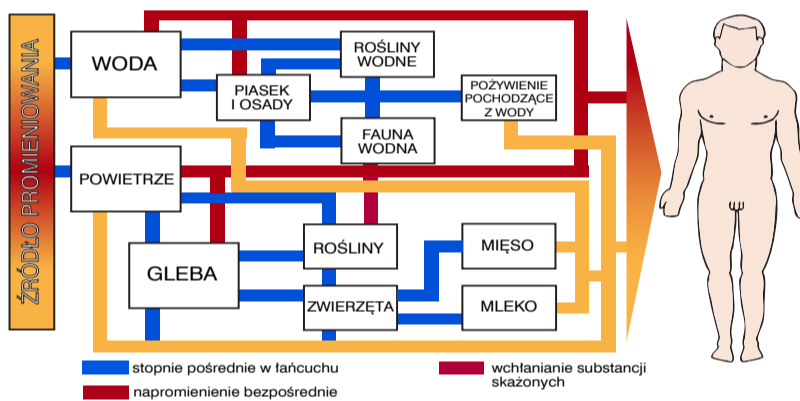 ŹRÓDŁO PROMIENIOWANIA
WODA
ROŚLINY
WODNE
PIASEK
I OSADY
POŻYWIENIE
POCHODZĄCE
Z WODY
FAUNA
WODNA
POWIETRZE
GLEBA
ROŚLINY
MIĘSO
ZWIERZĘTA
MLEKO
stopnie pośrednie w łańcuchu
napromienienie bezpośrednie
wchłanianie substancji
skażonych